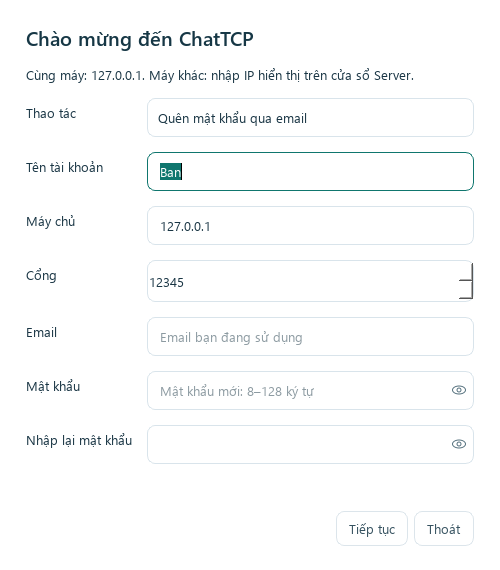 Chào mừng đến ChatTCP
Cùng máy: 127.0.0.1. Máy khác: nhập IP hiển thị trên cửa sổ Server.
Thao tác
Quên mật khẩu qua email
Tên tài khoản
Ban
Máy chủ
127.0.0.1
Cổng
12345
Email
Email bạn đang sử dụng
Mật khẩu
Mật khẩu mới: 8–128 ký tự
Nhập lại mật khẩu
Tiếp tục
Thoát